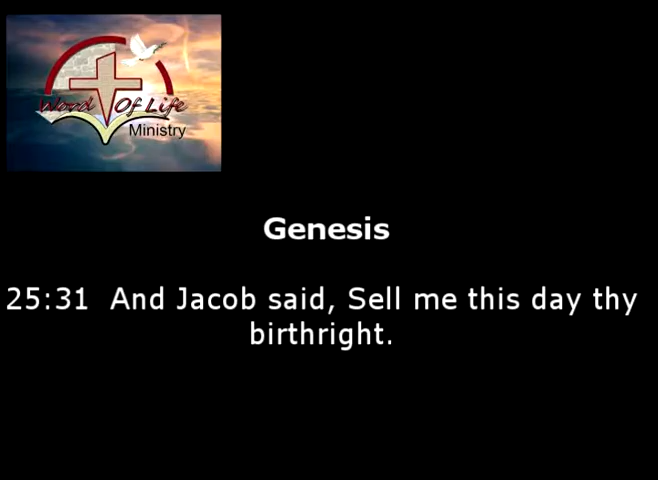 Word Of Life
Ministry
Genesis
25:31 And Jacob said, Sell me this day thy
birthright.